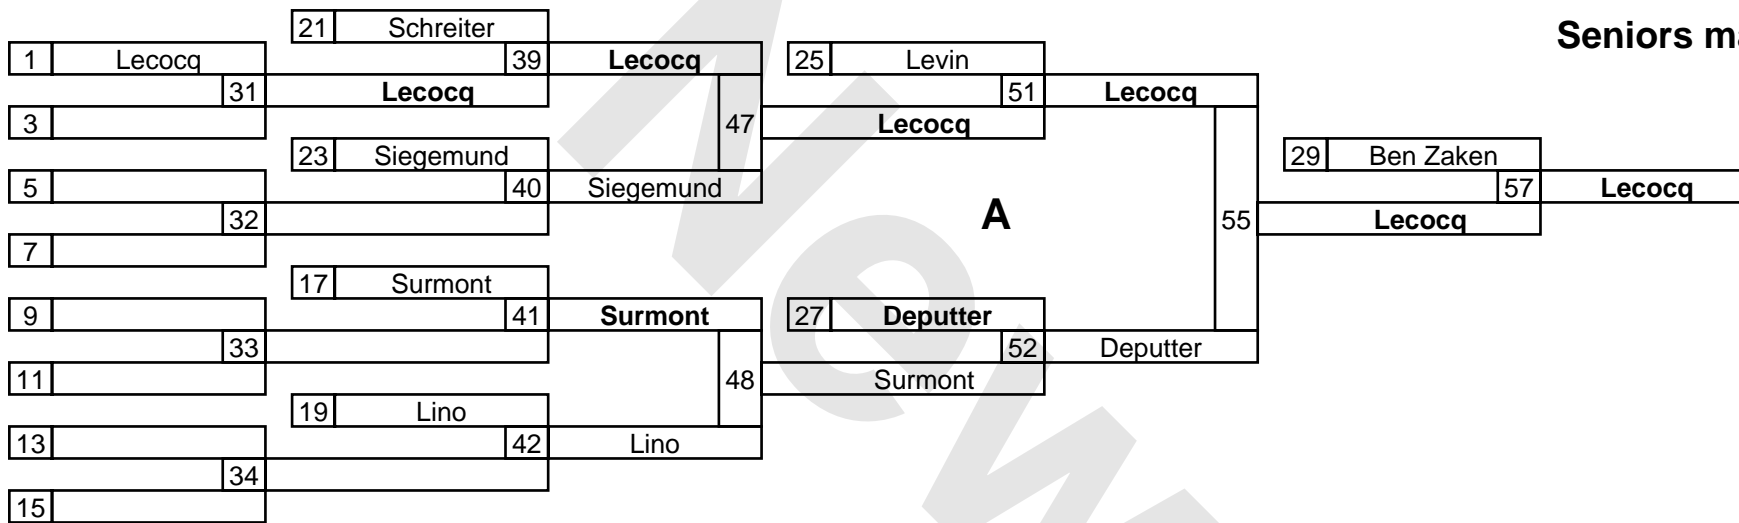 21 Schreiter
Seniors ma
1 Lecocq 39 Lecocq 25 Levin
31 Lecocq 51 Lecocq
3 47 Lecocq
23 Siegemund 29 Ben Zaken
5 40 Siegemund 57 Lecocq
32 A 55 Lecocq
7
17 Surmont
9 41 Surmont 27 Deputter
33 52 Deputter
11 48 Surmont
19 Lino
13 42 Lino
34
15
New